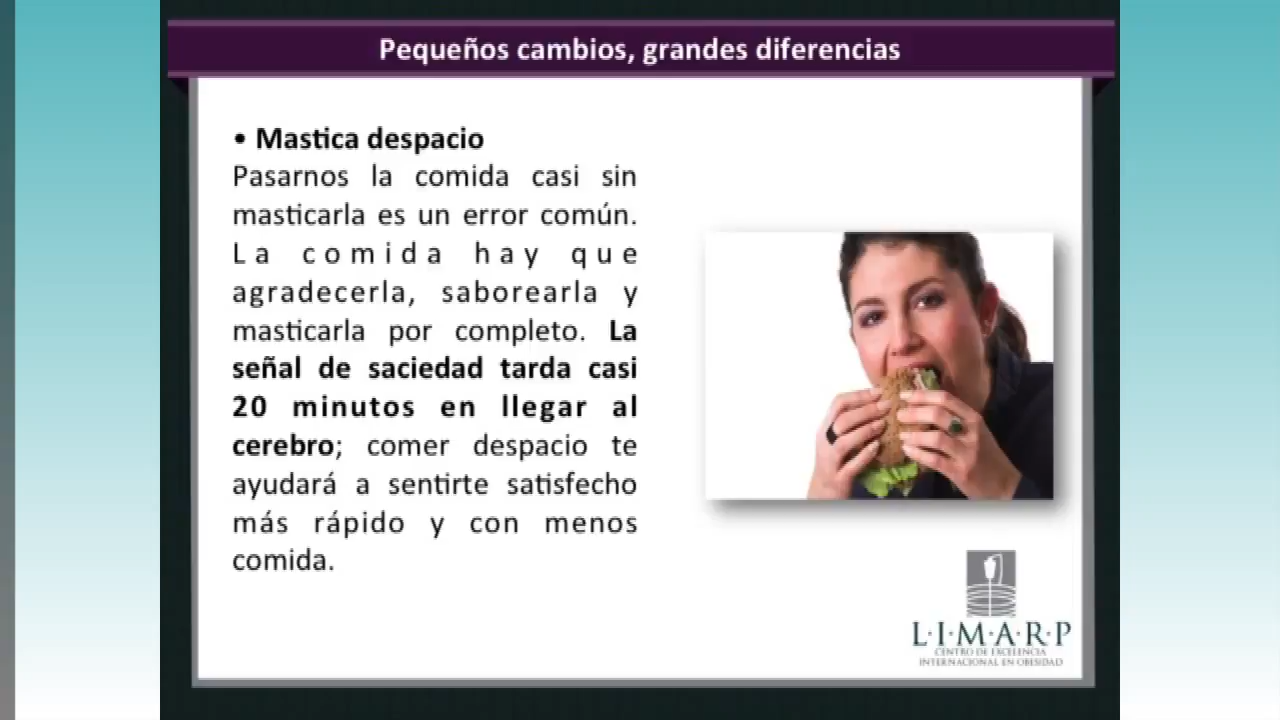 Pequeños cambios, grandes diferencias
• Mastica despacio
Pasarnos la comida casi sin
masticarla es un error común.
La comida hay que
agradecerla, saborearla y
masticarla por completo. La
señal de saciedad tarda casi
20 minutos en llegar al
cerebro; comer despacio te
ayudará a sentirte satisfecho
más rápido y con menos
comida.
L·I·M·A·R·P
CENTRO DE EXCELENCIA
INTERNACIONAL EN OBESIDAD